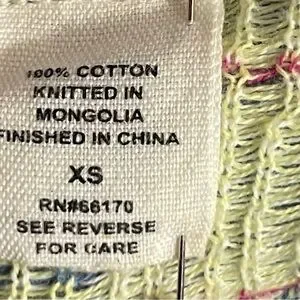 100% COTTON
KNITTED IN
MONGOLIA
FINISHED IN CHINA
XS
RN#66170
SEE REVERSE
FOR CARE